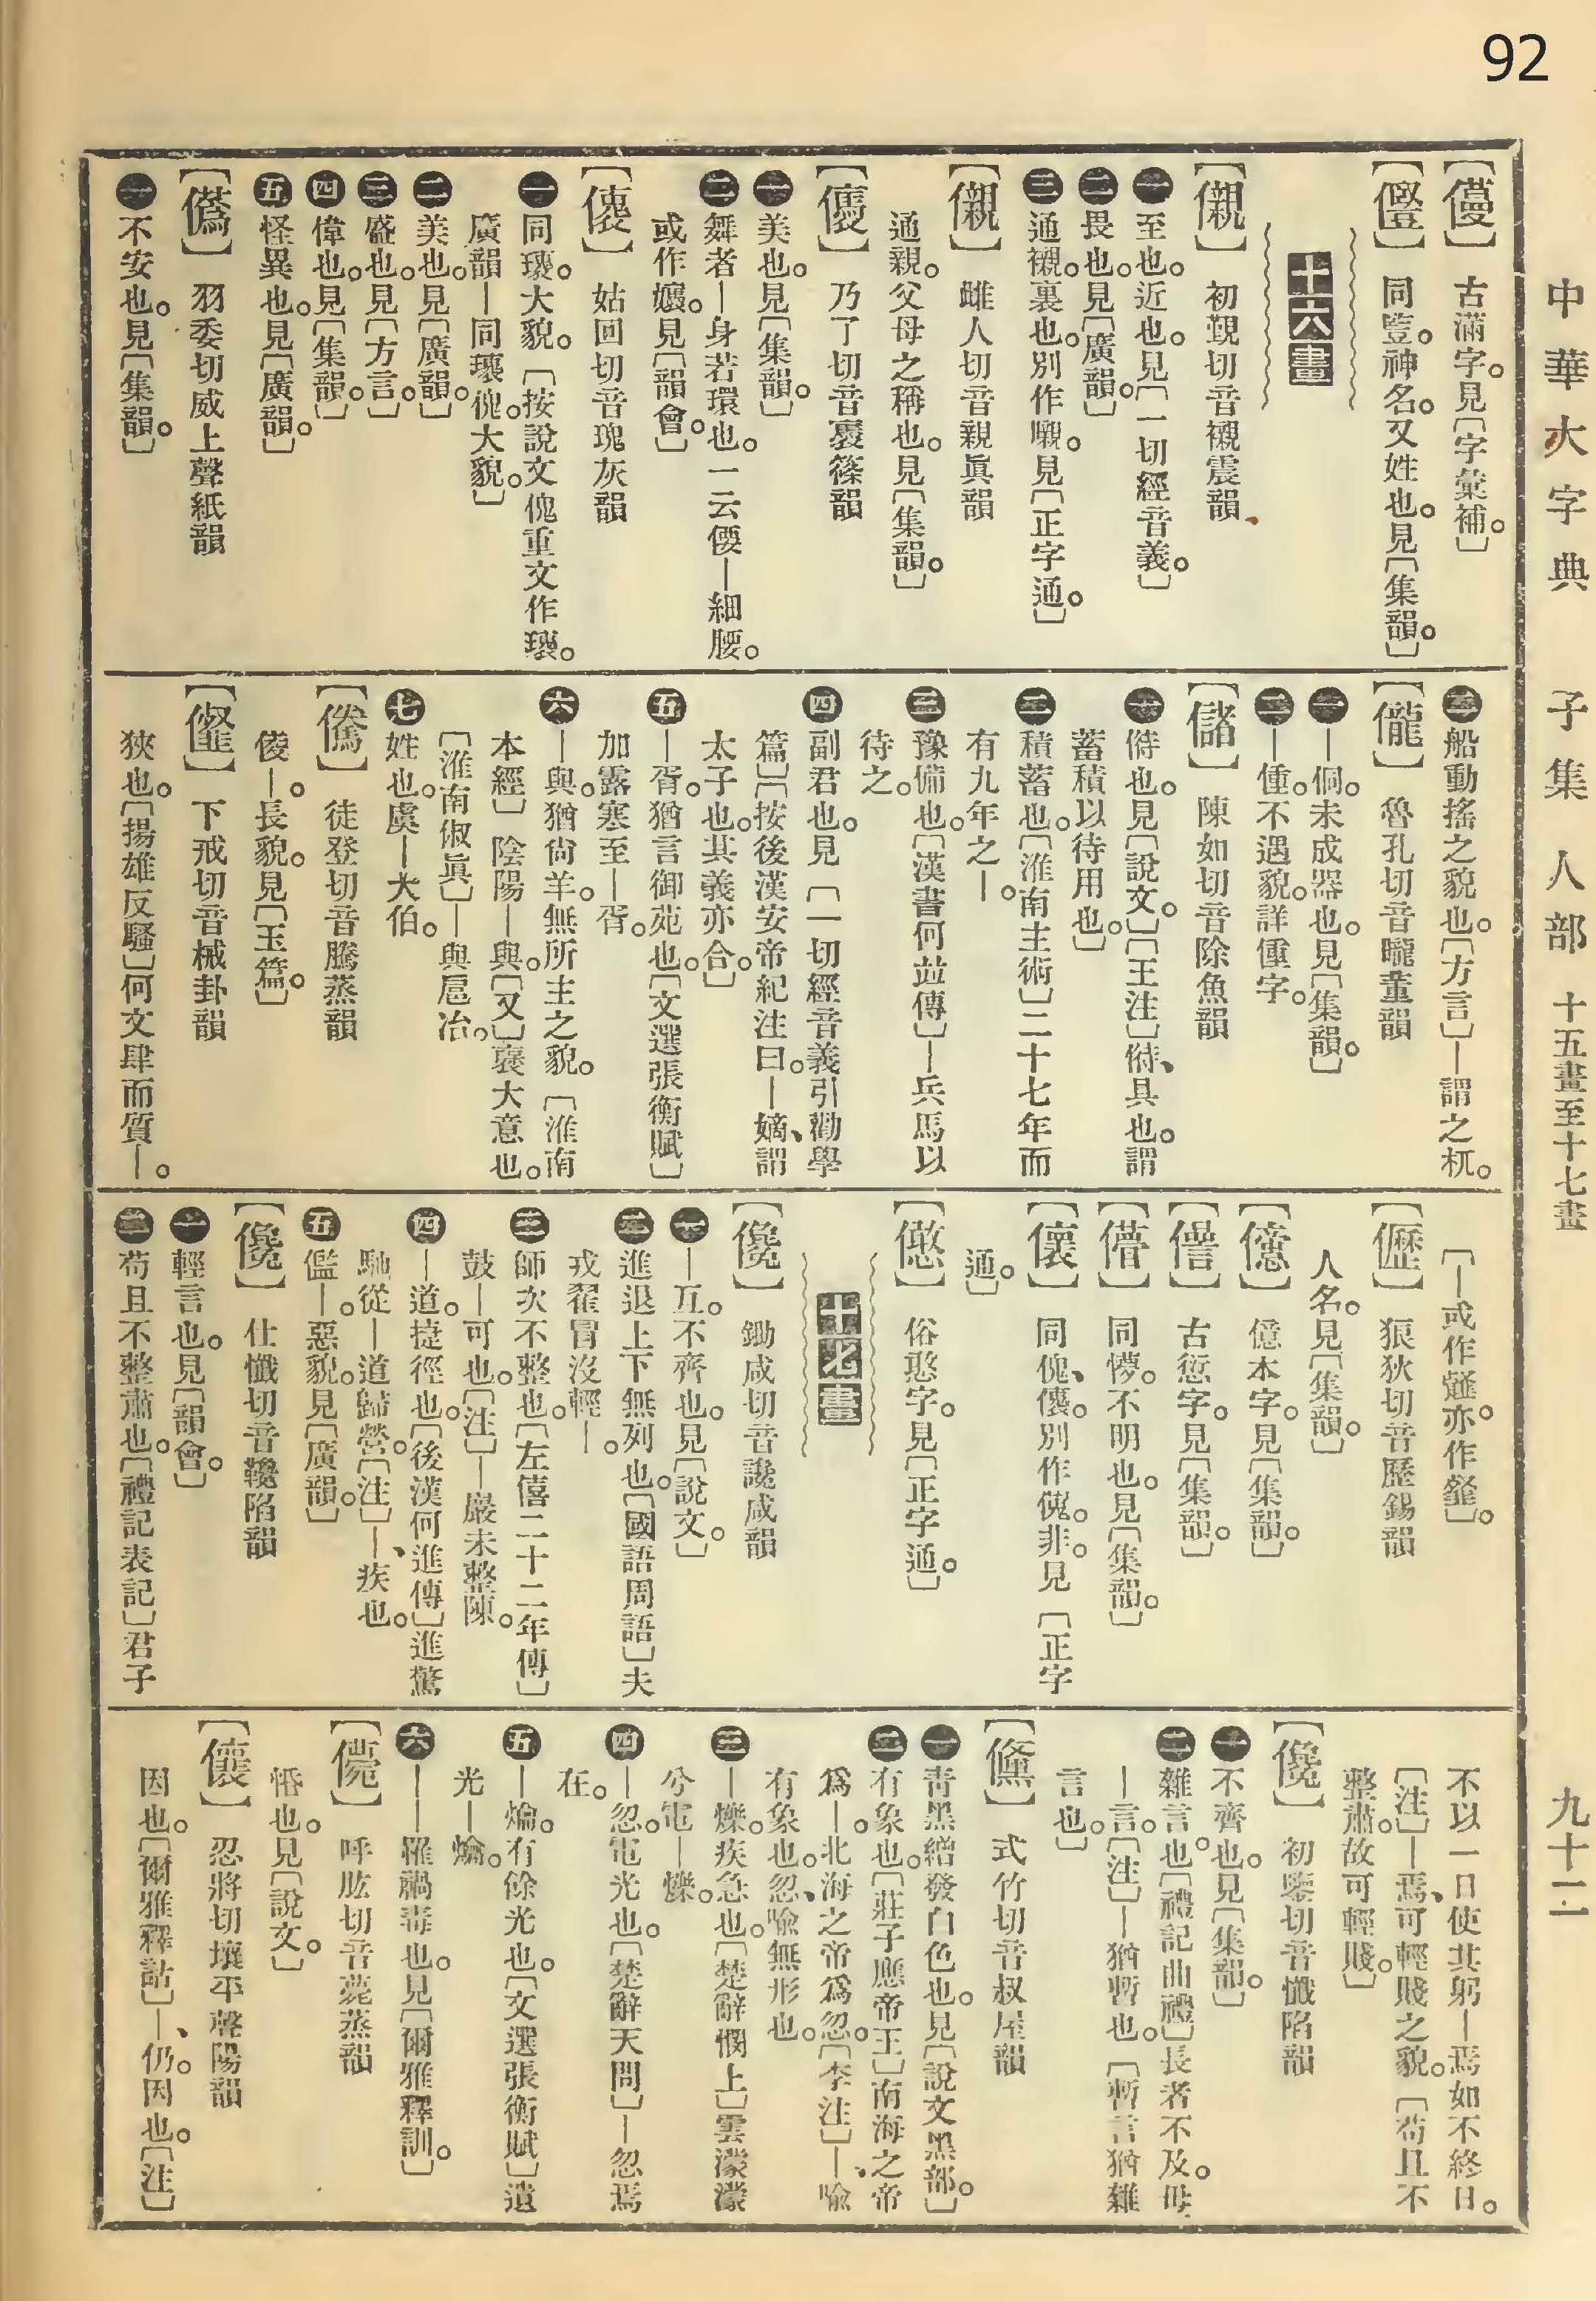 92
中華大字典 子集 人部 十五畫至十七畫 九十二
古滿字。見〔字彙補。〕
同豈。神名。又姓也。見〔集韻。〕
十六畫
【儭】 初覲切音襯震韻
㊀至也。近也。見〔一切經音義。〕
㊁畏也。見〔廣韻。〕
㊂通襯。裏也。別作嚫。見〔正字通。〕
【儭】 雌人切音親眞韻
通親。父母之稱也。見〔集韻。〕
乃了切音褭篠韻
㊀美也。見〔集韻。〕
㊁舞者—身若環也。一云偠—細腰。
或作嬝。見〔韻會。〕
【儴】 姑回切音瑰灰韻
㊀同瓌。大貌。〔按說文傀重文作瓌。
廣韻—同瓌傀。大貌。〕
㊁美也。見〔廣韻。〕
㊂盛也。見〔方言。〕
㊃偉也。見〔集韻。〕
㊄怪異也。見〔廣韻。〕
羽委切威上聲紙韻
㊀不安也。見〔集韻。〕
㊂船動搖之貌也。〔方言〕—謂之杌。
【儱】 魯孔切音曨董韻
㊀—侗。未成器也。見〔集韻。〕
㊁—偅。不遇貌。詳偅字。
【儲】 陳如切音除魚韻
㊀偫也。見〔說文。〕〔王注〕偫、具也。謂
蓄積以待用也。〕
㊁積蓄也。〔淮南主術〕二十七年而
有九年之—。
㊂豫備也。〔漢書何並傳〕—兵馬以
待之。
㊃副君也。見〔一切經音義引勸學
篇〕〔按後漢安帝紀注曰。—嫡、謂
太子也。其義亦合。〕
㊄—胥。猶言御苑也。〔文選張衡賦〕
加露寒至—胥。
㊅—與。猶尙羊。無所主之貌。〔淮南
本經〕陰陽—與。〔又〕襃大意也。
〔淮南俶眞〕—與扈冶。
㊆姓也。虞—大伯。
【儯】 徒登切音騰蒸韻
倰—。長貌。見〔玉篇。〕
下戒切音械卦韻
狹也。〔揚雄反騷〕何文肆而質—。
〔—或作䪥。亦作韰。〕
狼狄切音歷錫韻
人名。見〔集韻。〕
【億】 億本字。見〔集韻。〕
古愆字。見〔集韻。〕
【儚】 同懜。不明也。見〔集韻。〕
【儴】 同傀、儴。別作傀。非。見〔正字
通。〕
俗憨字。見〔正字通。〕
十七畫
【儳】 鋤咸切音讒咸韻
㊀—互。不齊也。見〔說文。〕
㊁進退上下無列也。〔國語周語〕夫
戎翟冒沒輕—。
㊂師次不整也。〔左僖二十二年傳〕
鼓—可也。〔注〕—巖未整陳。
㊃—道。捷徑也。〔後漢何進傳〕進驚
馳從—道歸營。〔注〕—、疾也。
㊄儖—。惡貌。見〔廣韻。〕
【儳】 仕懺切音鑱陷韻
㊀輕言也。見〔韻會。〕
㊁苟且不整肅也。〔禮記表記〕君子
不以一日使其躬—焉如不終日。
〔注〕—焉、可輕賤之貌。〔苟且不
整肅。故可輕賤。〕
【儳】 初鑒切音懺陷韻
㊀不齊也。見〔集韻。〕
㊁雜言也。〔禮記曲禮〕長者不及。毋
—言。〔注〕—猶暫也。〔暫言猶雜
言也。〕
【儵】 式竹切音叔屋韻
㊀靑黑繒發白色也。見〔說文黑部。〕
㊁有象也。〔莊子應帝王〕南海之帝
爲—。北海之帝爲忽。〔李注〕—、喩
有象也。忽、喩無形也。
㊂—爍。疾急也。〔楚辭憫上〕雲濛濛
兮電—爍。
㊃—忽。電光也。〔楚辭天問〕—忽焉
在。
㊄—爚。有餘光也。〔文選張衡賦〕遺
光—爚。
㊅——。罹禍毒也。見〔爾雅釋訓。〕
【儚】 呼肱切音薨蒸韻
惛也。見〔說文。〕
【儴】 忍將切壤平聲陽韻
因也。〔爾雅釋詁〕—、仍。因也。〔注〕